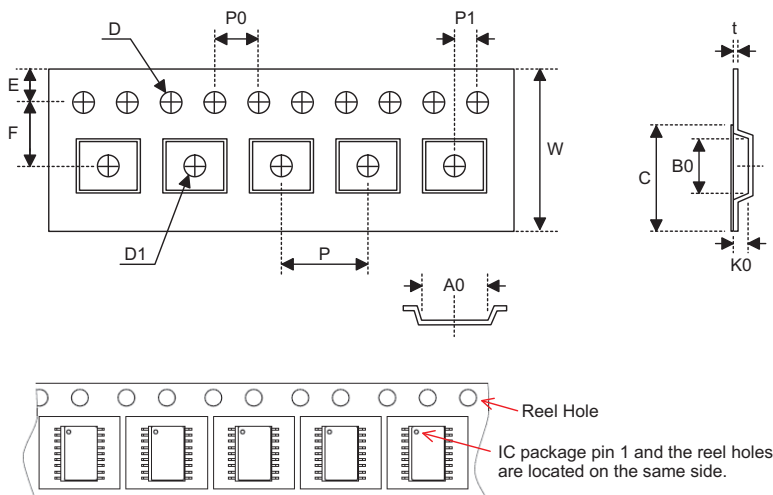 D
P0
P1
t
E
F
W
C
B0
D1
P
A0
K0
Reel Hole
IC package pin 1 and the reel holes
are located on the same side.